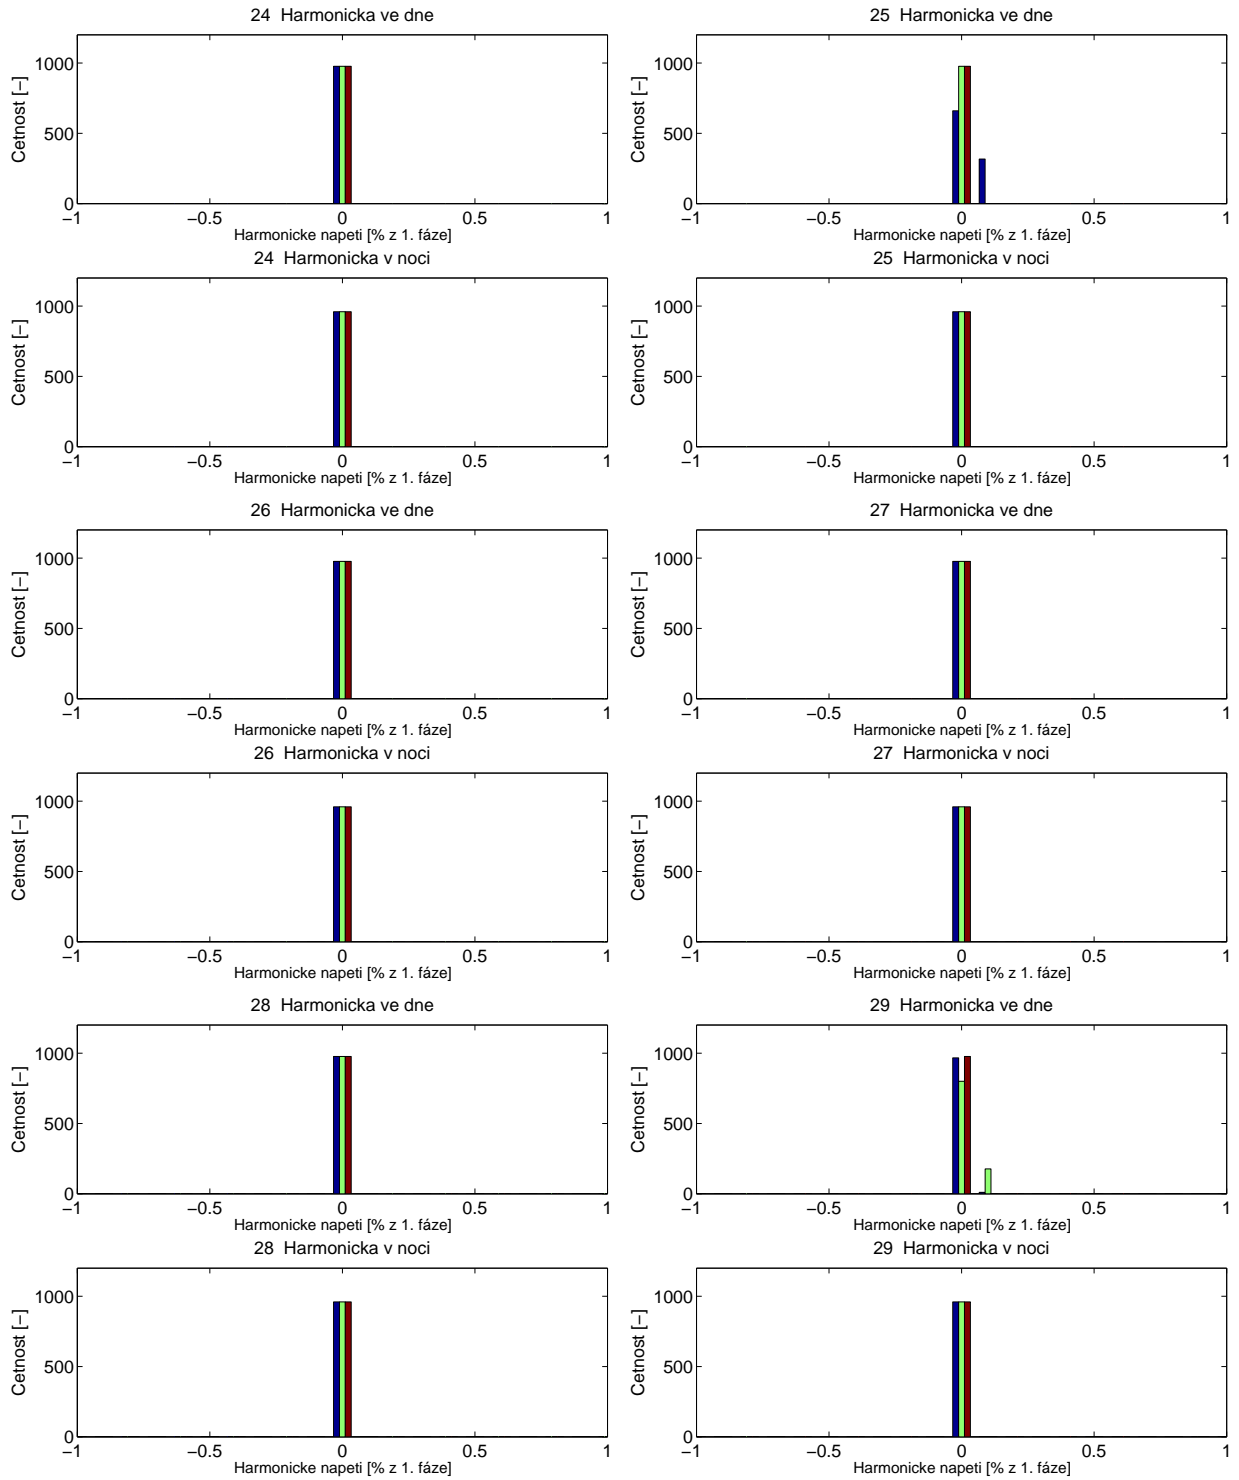 24 Harmonicka ve dne
Cetnost [−]
1000
500
0
−1 −0.5 0 0.5 1
Harmonicke napeti [% z 1. fáze]
25 Harmonicka ve dne
Cetnost [−]
1000
500
0
−1 −0.5 0 0.5 1
Harmonicke napeti [% z 1. fáze]
24 Harmonicka v noci
Cetnost [−]
1000
500
0
−1 −0.5 0 0.5 1
Harmonicke napeti [% z 1. fáze]
25 Harmonicka v noci
Cetnost [−]
1000
500
0
−1 −0.5 0 0.5 1
Harmonicke napeti [% z 1. fáze]
26 Harmonicka ve dne
Cetnost [−]
1000
500
0
−1 −0.5 0 0.5 1
Harmonicke napeti [% z 1. fáze]
27 Harmonicka ve dne
Cetnost [−]
1000
500
0
−1 −0.5 0 0.5 1
Harmonicke napeti [% z 1. fáze]
26 Harmonicka v noci
Cetnost [−]
1000
500
0
−1 −0.5 0 0.5 1
Harmonicke napeti [% z 1. fáze]
27 Harmonicka v noci
Cetnost [−]
1000
500
0
−1 −0.5 0 0.5 1
Harmonicke napeti [% z 1. fáze]
28 Harmonicka ve dne
Cetnost [−]
1000
500
0
−1 −0.5 0 0.5 1
Harmonicke napeti [% z 1. fáze]
29 Harmonicka ve dne
Cetnost [−]
1000
500
0
−1 −0.5 0 0.5 1
Harmonicke napeti [% z 1. fáze]
28 Harmonicka v noci
Cetnost [−]
1000
500
0
−1 −0.5 0 0.5 1
Harmonicke napeti [% z 1. fáze]
29 Harmonicka v noci
Cetnost [−]
1000
500
0
−1 −0.5 0 0.5 1
Harmonicke napeti [% z 1. fáze]